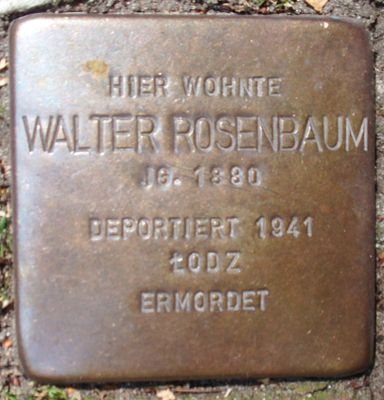 HIER WOHNTE
WALTER ROSENBAUM
JG. 1880
DEPORTIERT 1941
ŁODZ
ERMORDET